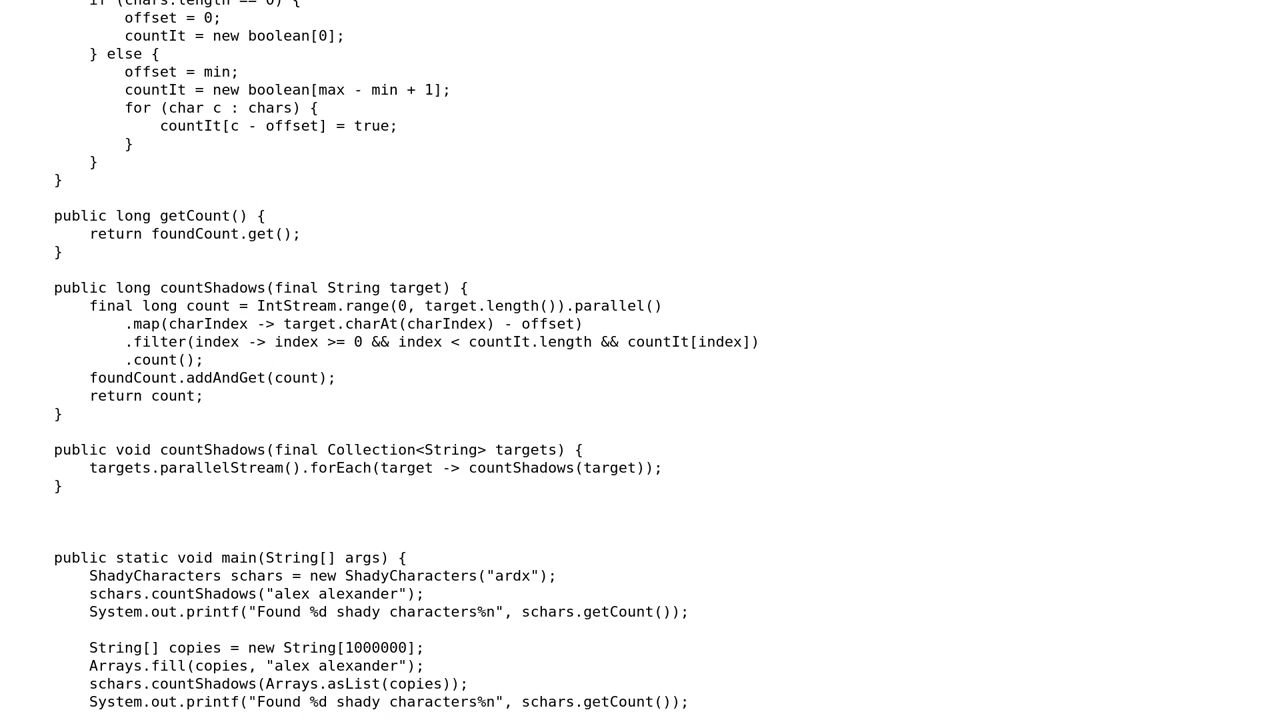 if (chars.length == 0) {
offset = 0;
countIt = new boolean[0];
} else {
offset = min;
countIt = new boolean[max - min + 1];
for (char c : chars) {
countIt[c - offset] = true;
}
}
}
public long getCount() {
return foundCount.get();
}
public long countShadows(final String target) {
final long count = IntStream.range(0, target.length()).parallel()
.map(charIndex -> target.charAt(charIndex) - offset)
.filter(index -> index >= 0 && index < countIt.length && countIt[index])
.count();
foundCount.addAndGet(count);
return count;
}
public void countShadows(final Collection<String> targets) {
targets.parallelStream().forEach(target -> countShadows(target));
}
public static void main(String[] args) {
ShadyCharacters schars = new ShadyCharacters("ardx");
schars.countShadows("alex alexander");
System.out.printf("Found %d shady characters%n", schars.getCount());
String[] copies = new String[1000000];
Arrays.fill(copies, "alex alexander");
schars.countShadows(Arrays.asList(copies));
System.out.printf("Found %d shady characters%n", schars.getCount());